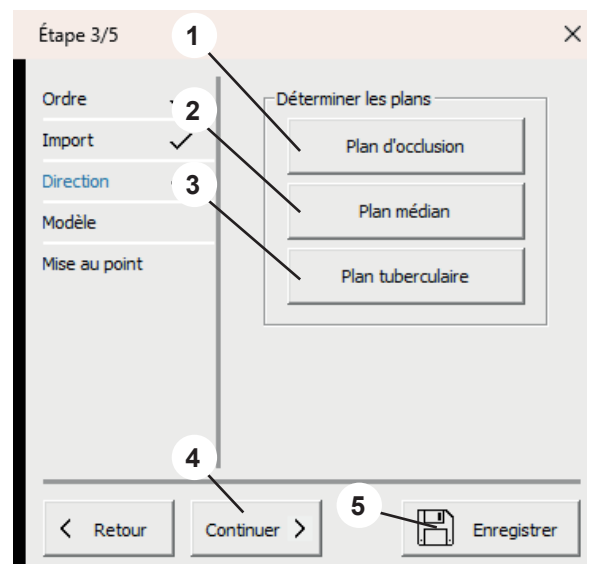 Étape 3/5
1
Ordre
Déterminer les plans
2
Plan d'occlusion
Import
Direction
3
Plan médian
Modèle
Mise au point
Plan tuberculaire
4
5
< Retour
Continuer >
Enregistrer